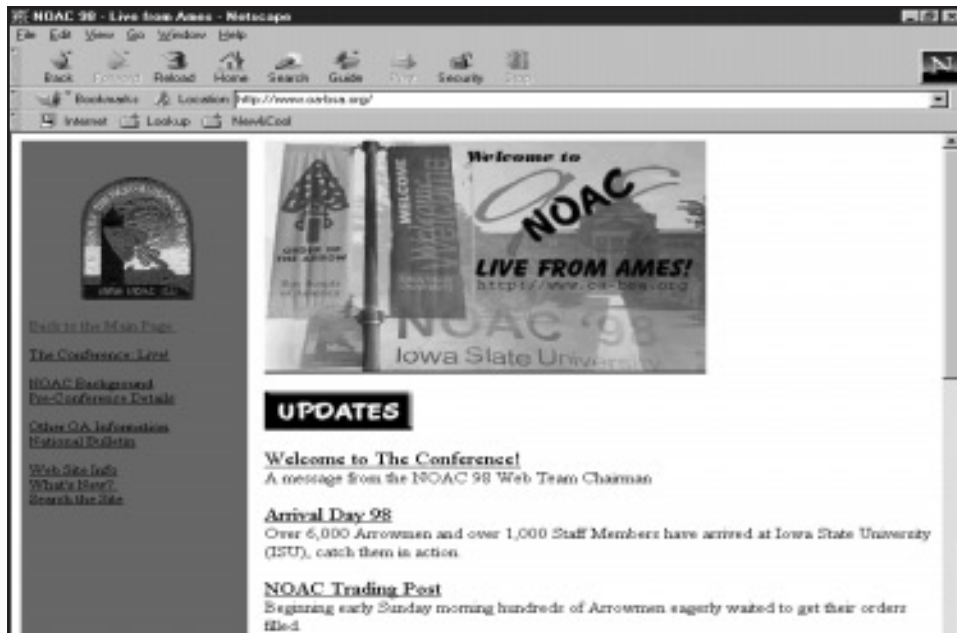 NOAC 98 - Live from Ames - Netscape
File Edit View Go Window Help
Back Forward Reload Home Search Guide Print Security Stop
Bookmarks Location: http://www.oa-bsa.org/
Internet Lookup New&Cool
N
Welcome to
NOAC
LIVE FROM AMES!
http://www.oa-bsa.org
WELCOME
ORDER OF
THE ARROW
Boy Scouts
of America
NOAC '98
Iowa State University
Back to the Main Page
The Conference: Live!
NOAC Background
Pre-Conference Details
Other OA Information
National Bulletin
Web Site Info
What's New?
Search the Site
UPDATES
Welcome to The Conference!
A message from the NOAC 98 Web Team Chairman
Arrival Day 98
Over 6,000 Arrowmen and over 1,000 Staff Members have arrived at Iowa State University
(ISU), catch them in action.
NOAC Trading Post
Beginning early Sunday morning hundreds of Arrowmen eagerly waited to get their orders
filled.